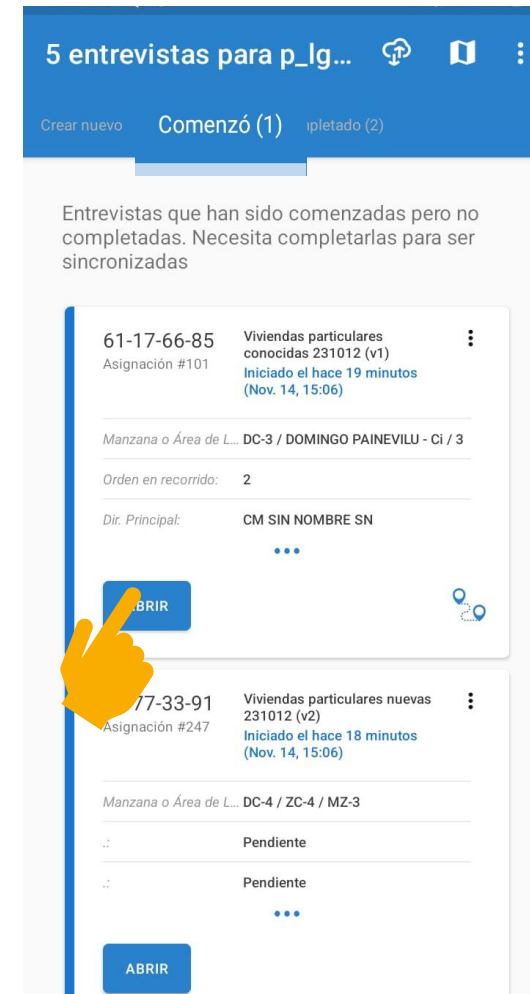 5 entrevistas para p_lg...
Crear nuevo Comenzó (1) pletado (2)
Entrevistas que han sido comenzadas pero no
completadas. Necesita completarlas para ser
sincronizadas
61-17-66-85
Asignación #101
Viviendas particulares
conocidas 231012 (v1)
Iniciado el hace 19 minutos
(Nov. 14, 15:06)
Manzana o Área de L... DC-3 / DOMINGO PAINEVILU - Ci / 3
Orden en recorrido: 2
Dir. Principal: CM SIN NOMBRE SN
BRIR
77-33-91
Asignación #247
Viviendas particulares nuevas
231012 (v2)
Iniciado el hace 18 minutos
(Nov. 14, 15:06)
Manzana o Área de L... DC-4 / ZC-4 / MZ-3
.: Pendiente
.: Pendiente
ABRIR